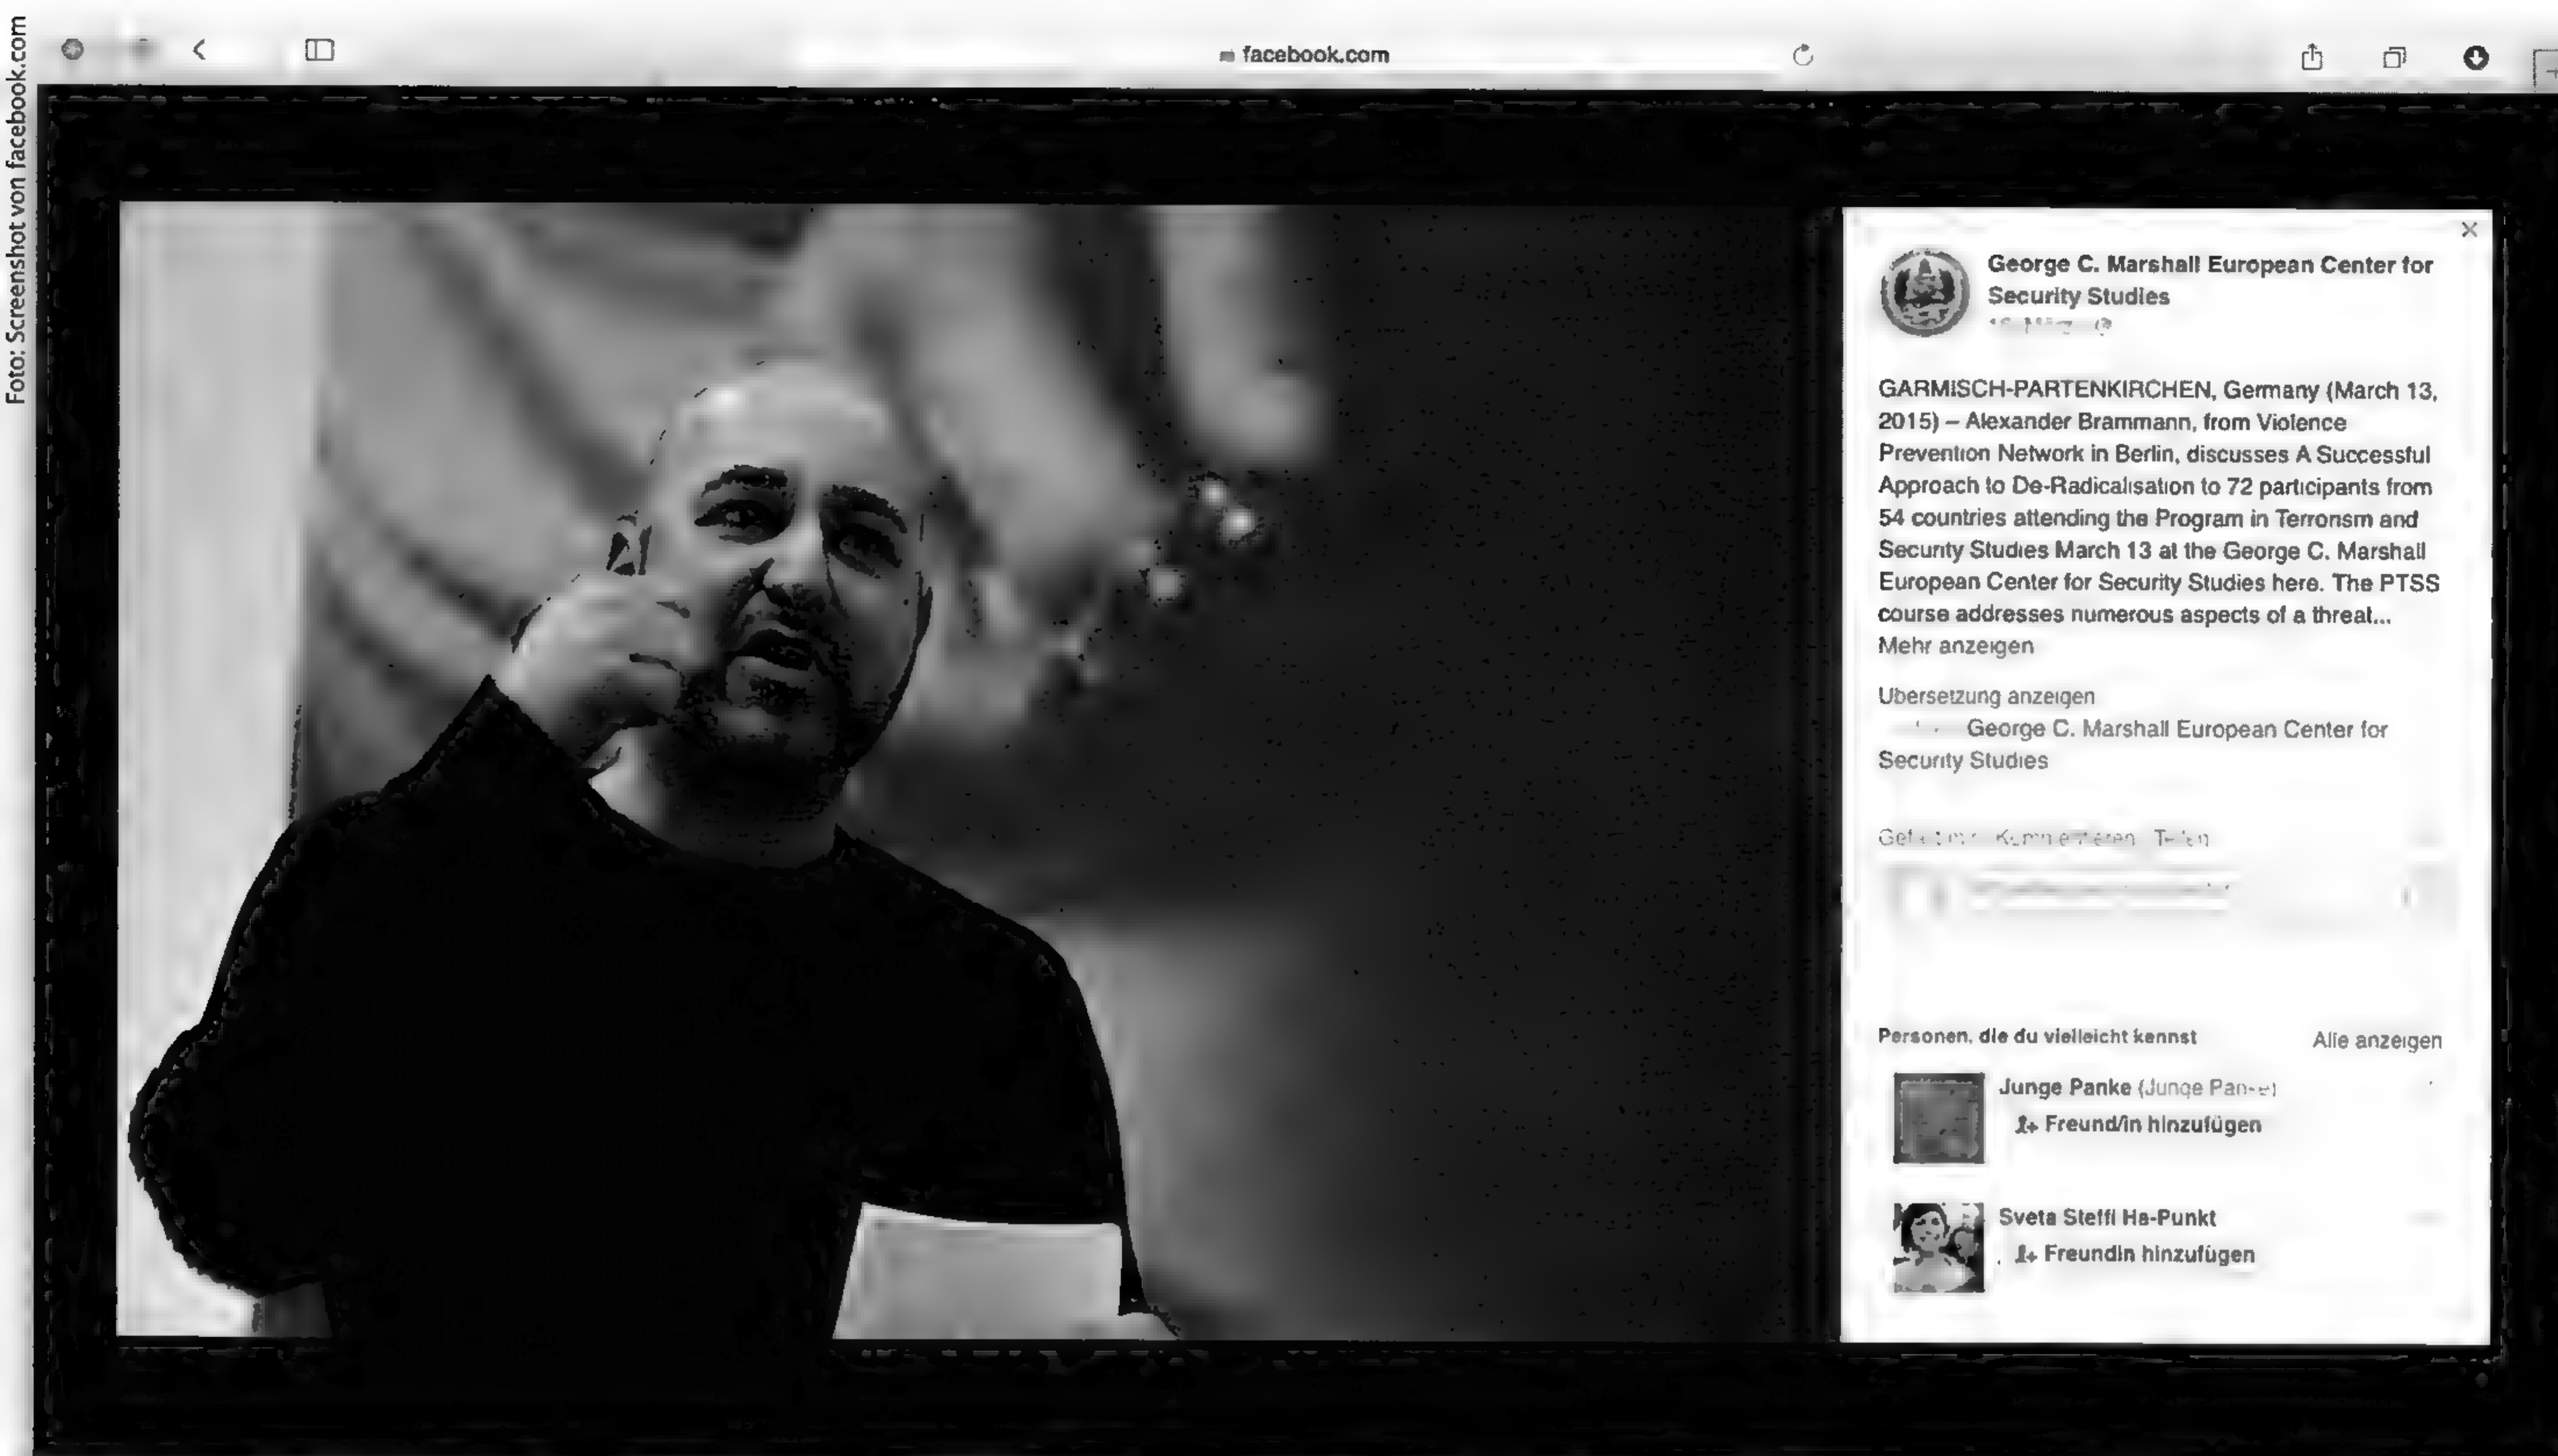 Foto: Screenshot von facebook.com
facebook.com
George C. Marshall European Center for
Security Studies
GARMISCH-PARTENKIRCHEN, Germany (March 13,
2015) – Alexander Brammann, from Violence
Prevention Network in Berlin, discusses A Successful
Approach to De-Radicalisation to 72 participants from
54 countries attending the Program in Terrorism and
Security Studies March 13 at the George C. Marshall
European Center for Security Studies here. The PTSS
course addresses numerous aspects of a threat...
Mehr anzeigen
Übersetzung anzeigen
George C. Marshall European Center for
Security Studies
Kommentieren Teilen
Personen, die du vielleicht kennst Alle anzeigen
Junge Panke (Junge Panke)
Freund/in hinzufügen
Sveta Steffi Ha-Punkt
Freundin hinzufügen